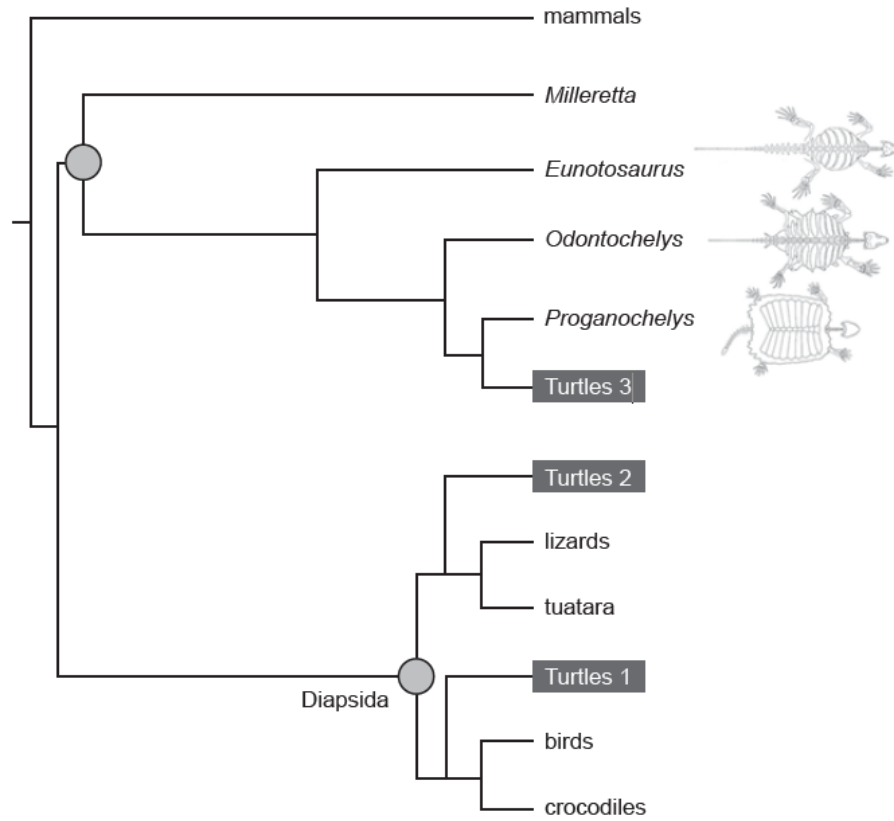 mammals
Milleretta
Eunotosaurus
Odontochelys
Proganochelys
Turtles 3
Turtles 2
lizards
tuatara
Turtles 1
Diapsida
birds
crocodiles